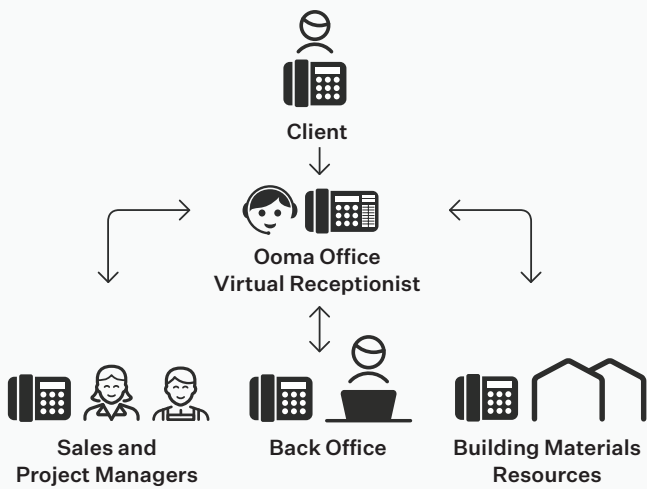 Client
Ooma Office
Virtual Receptionist
Sales and
Project Managers
Back Office
Building Materials
Resources